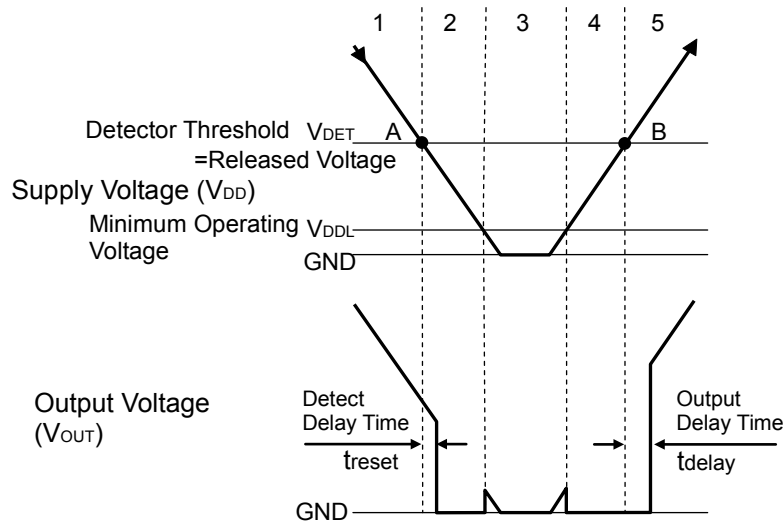 1 2 3 4 5
Detector Threshold VDET A B
=Released Voltage
Supply Voltage (VDD)
Minimum Operating VDDL
Voltage
GND
Output Voltage
(VOUT)
Detect
Delay Time
treset
Output
Delay Time
tdelay
GND